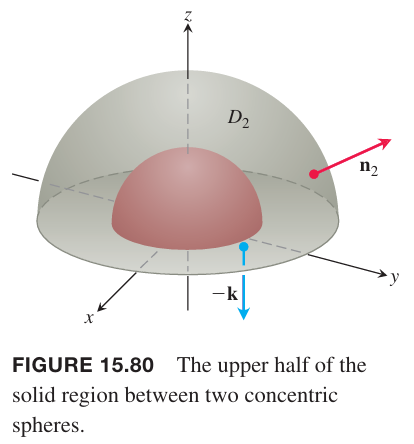 z
D₂
n₂
−k
y
x
FIGURE 15.80 The upper half of the
solid region between two concentric
spheres.